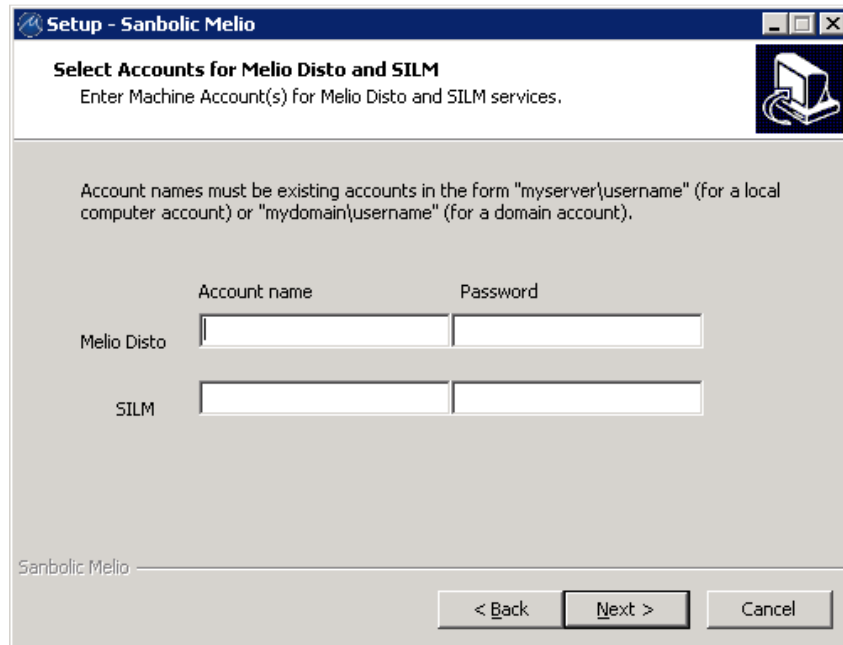 Setup - Sanbolic Melio
Select Accounts for Melio Disto and SILM
Enter Machine Account(s) for Melio Disto and SILM services.
Account names must be existing accounts in the form "myserver\username" (for a local
computer account) or "mydomain\username" (for a domain account).
Account name Password
Melio Disto
SILM
Sanbolic Melio
< Back Next > Cancel